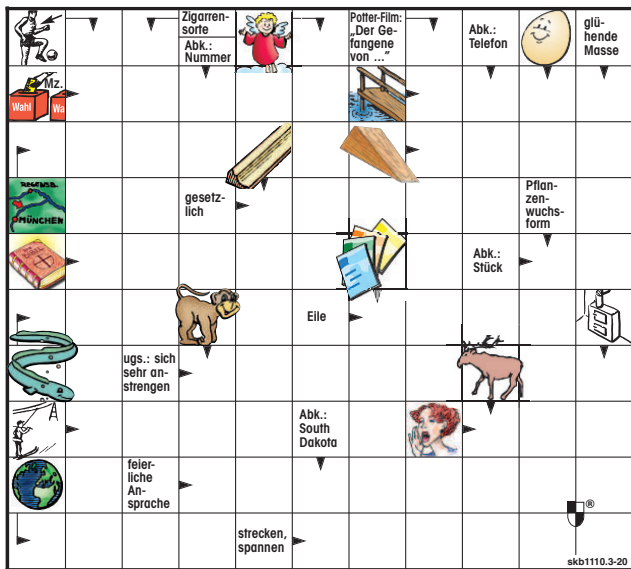 Zigarren-
sorte
Abk.:
Nummer
Potter-Film:
„Der Ge-
fangene
von ...“
Abk.:
Telefon
glü-
hende
Masse
Mz.
Wahl
Wa
REGENSB.
MÜNCHEN
gesetz-
lich
Pflan-
zen-
wuchs-
form
Abk.:
Stück
Eile
ugs.: sich
sehr an-
strengen
Abk.:
South
Dakota
feier-
liche
An-
sprache
®
strecken,
spannen
skb1110.3-20